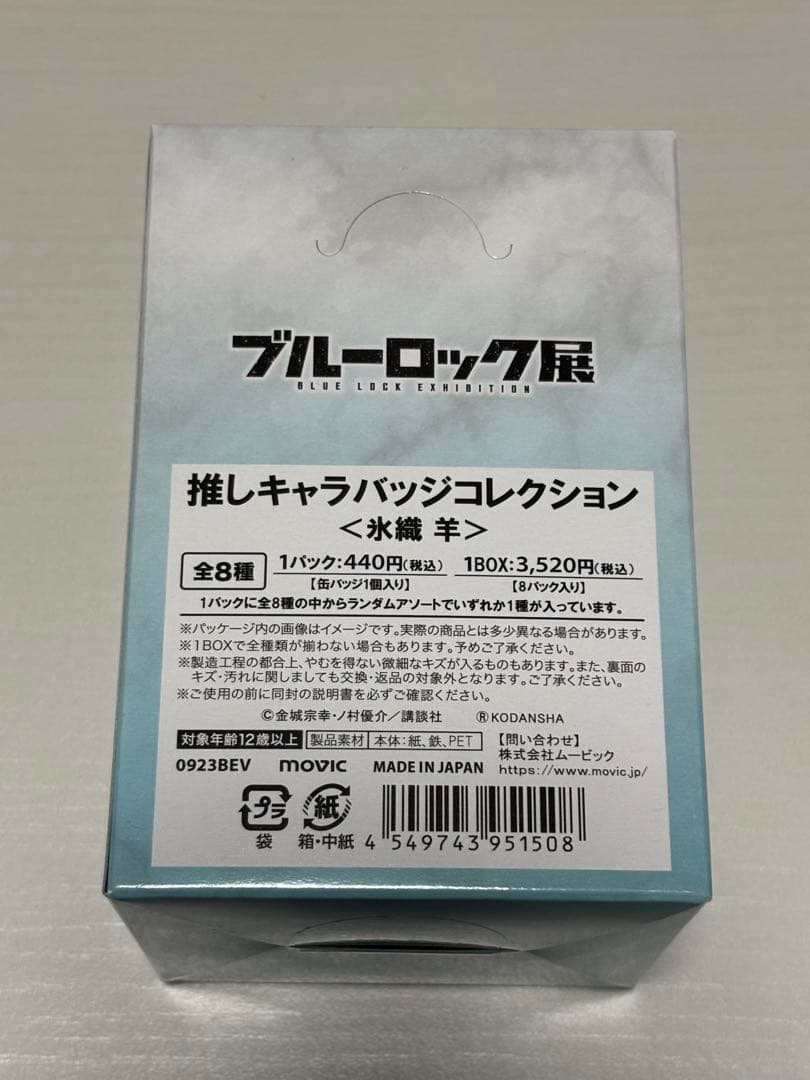 ブルーロック展
BLUE LOCK EXHIBITION
推しキャラバッジコレクション
＜氷織 羊＞
全8種
1パック:440円(税込)
【缶バッジ1個入り】
1BOX:3,520円(税込)
【8パック入り】
1パックに全8種の中からランダムアソートでいずれか1種が入っています。
※パッケージ内の画像はイメージです。実際の商品とは多少異なる場合があります。
※1BOXで全種類が揃わない場合もあります。予めご了承ください。
※製造工程の都合上、やむを得ない微細なキズが入るものもあります。また、裏面の
キズ・汚れに関しましても交換・返品の対象外となります。ご了承ください。
※ご使用の前に同封の説明書を必ずご確認ください。
©金城宗幸・ノ村優介／講談社 ®KODANSHA
対象年齢12歳以上 製品素材 本体：紙、鉄、PET
【問い合わせ】
株式会社ムービック
https://www.movic.jp/
0923BEV movic MADE IN JAPAN
プラ
袋
紙
箱・中紙
4 549743 951508